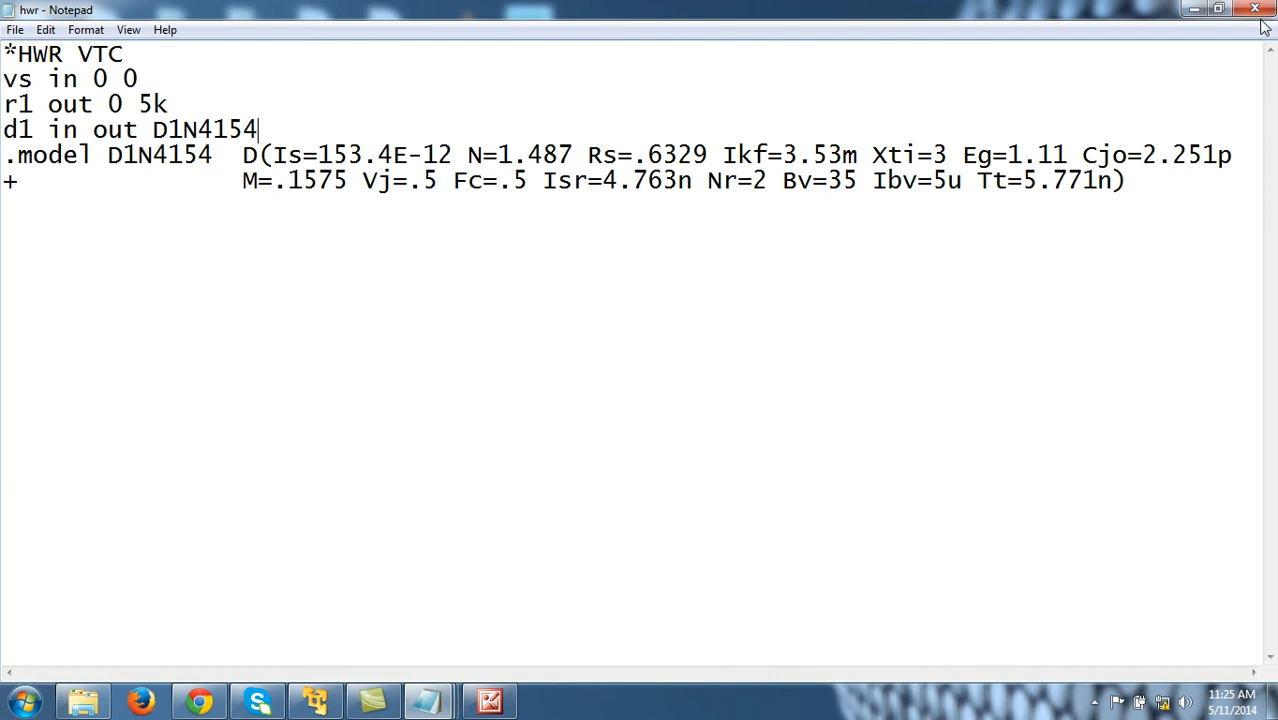 hwr - Notepad
File Edit Format View Help
*HWR VTC
vs in 0 0
r1 out 0 5k
d1 in out D1N4154
.model D1N4154 D(Is=153.4E-12 N=1.487 Rs=.6329 Ikf=3.53m Xti=3 Eg=1.11 Cjo=2.251p
+ M=.1575 Vj=.5 Fc=.5 Isr=4.763n Nr=2 Bv=35 Ibv=5u Tt=5.771n)
11:25 AM
5/11/2014